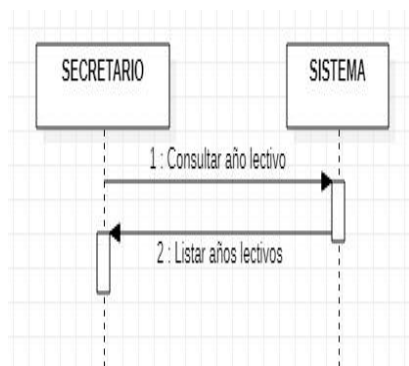 SECRETARIO
SISTEMA
1 : Consultar año lectivo
2 : Listar años lectivos